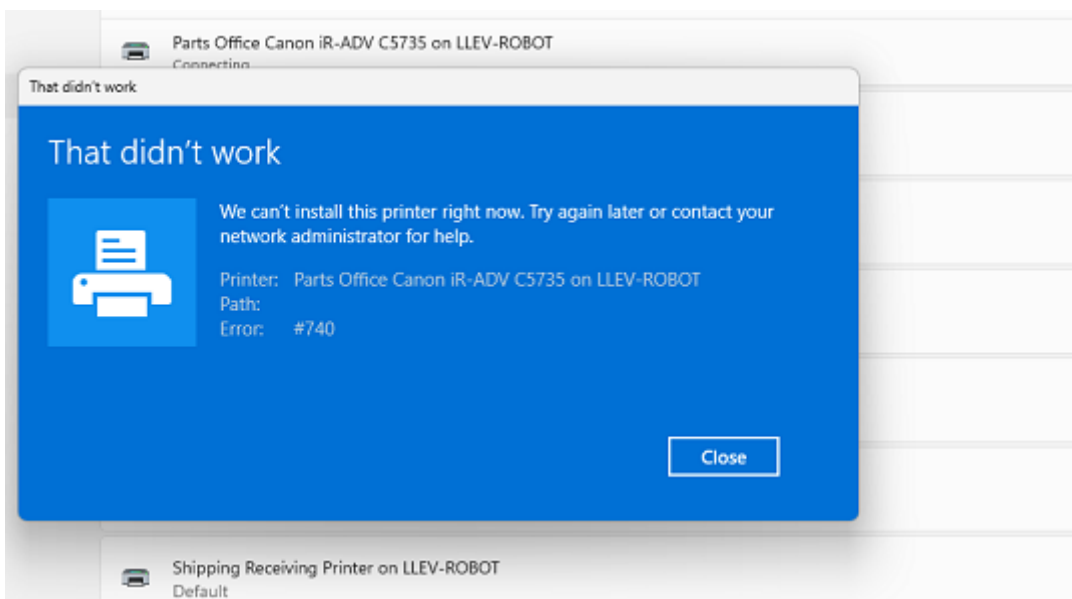 Parts Office Canon iR-ADV C5735 on LLEV-ROBOT
Connecting
That didn't work
That didn't work
We can't install this printer right now. Try again later or contact your
network administrator for help.
Printer: Parts Office Canon iR-ADV C5735 on LLEV-ROBOT
Path:
Error: #740
Close
Shipping Receiving Printer on LLEV-ROBOT
Default